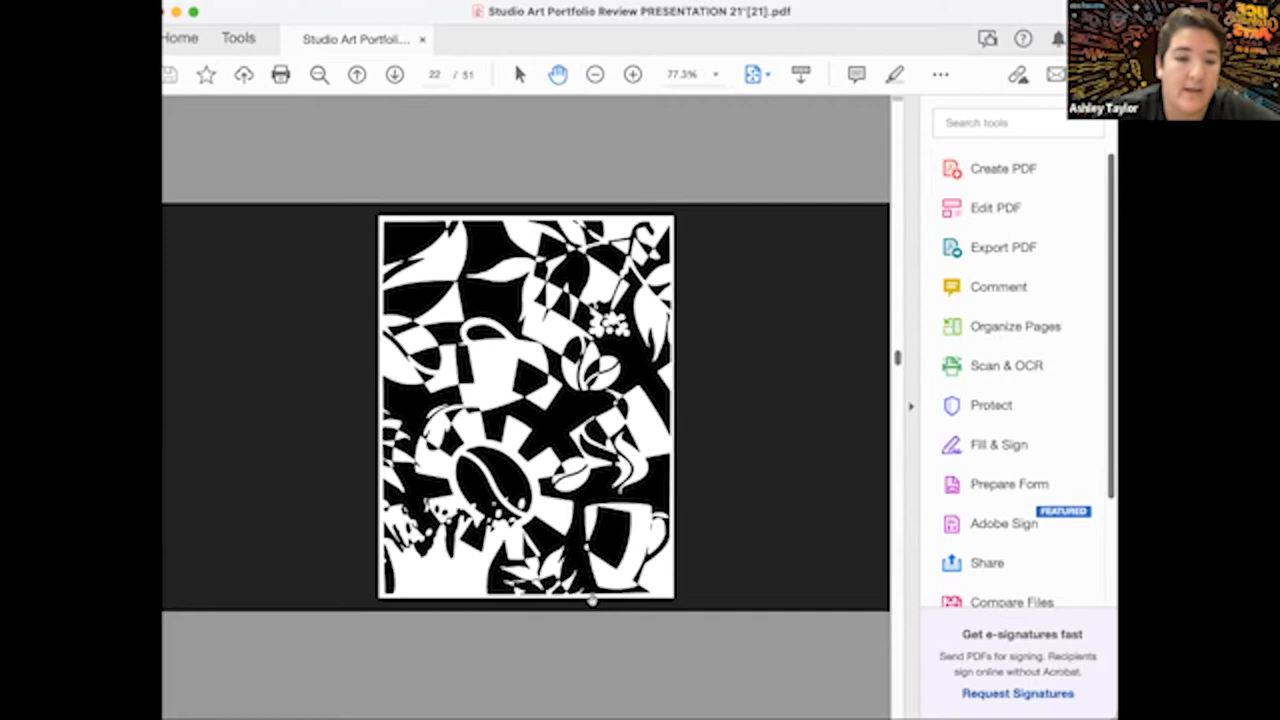 Studio Art Portfolio Review PRESENTATION 21"[21].pdf
Home
Tools
Studio Art Portfoli... ×
22 / 51
77.3%
Ashley Taylor
Search tools
Create PDF
Edit PDF
Export PDF
Comment
Organize Pages
Scan & OCR
Protect
Fill & Sign
Prepare Form
FEATURED
Adobe Sign
Share
Compare Files
Get e-signatures fast
Send PDFs for signing. Recipients
sign online without Acrobat.
Request Signatures